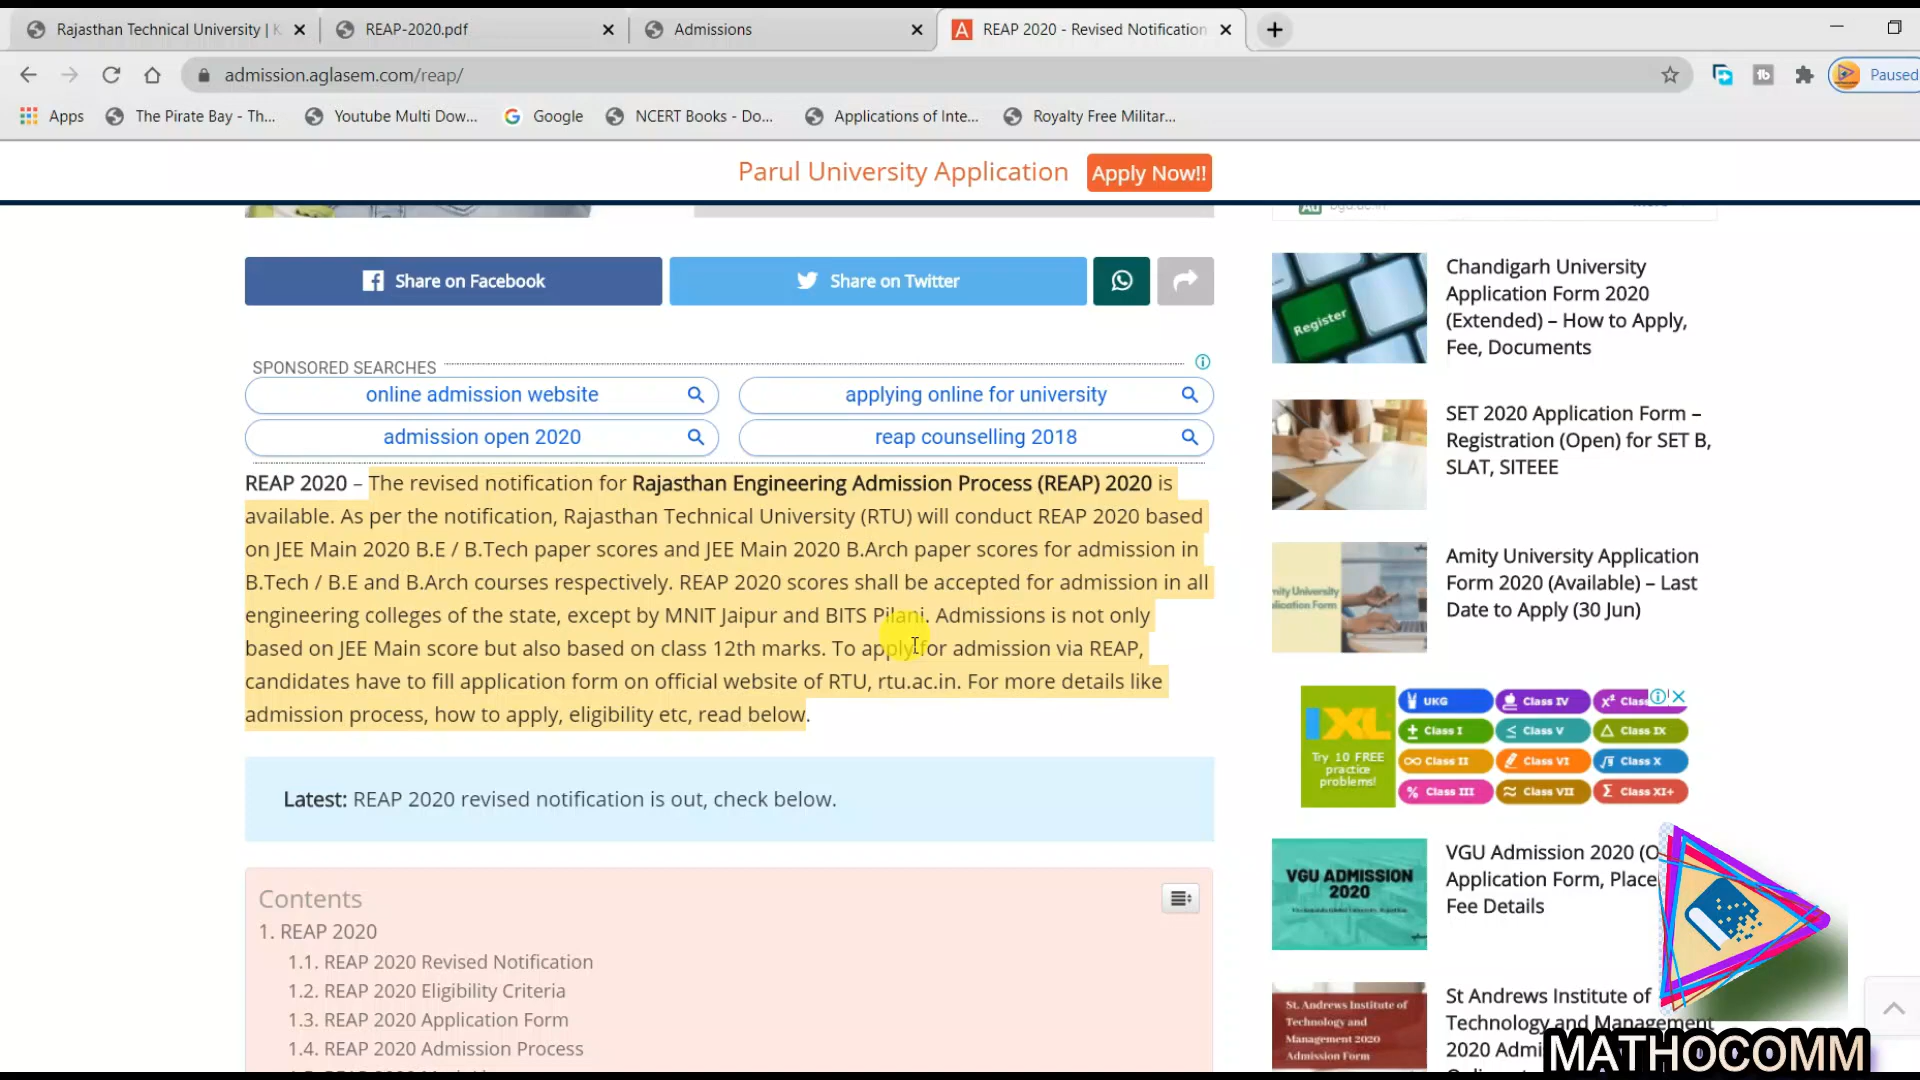 Rajasthan Technical University | K
REAP-2020.pdf
Admissions
REAP 2020 - Revised Notification
admission.aglasem.com/reap/
Paused
Apps
The Pirate Bay - Th...
Youtube Multi Dow...
Google
NCERT Books - Do...
Applications of Inte...
Royalty Free Militar...
Parul University Application
Apply Now!!
Share on Facebook
Share on Twitter
SPONSORED SEARCHES
online admission website
applying online for university
admission open 2020
reap counselling 2018
REAP 2020 – The revised notification for Rajasthan Engineering Admission Process (REAP) 2020 is
available. As per the notification, Rajasthan Technical University (RTU) will conduct REAP 2020 based
on JEE Main 2020 B.E / B.Tech paper scores and JEE Main 2020 B.Arch paper scores for admission in
B.Tech / B.E and B.Arch courses respectively. REAP 2020 scores shall be accepted for admission in all
engineering colleges of the state, except by MNIT Jaipur and BITS Pilani. Admissions is not only
based on JEE Main score but also based on class 12th marks. To apply for admission via REAP,
candidates have to fill application form on official website of RTU, rtu.ac.in. For more details like
admission process, how to apply, eligibility etc, read below.
Latest: REAP 2020 revised notification is out, check below.
Contents
1. REAP 2020
1.1. REAP 2020 Revised Notification
1.2. REAP 2020 Eligibility Criteria
1.3. REAP 2020 Application Form
1.4. REAP 2020 Admission Process
Register
Chandigarh University
Application Form 2020
(Extended) – How to Apply,
Fee, Documents
SET 2020 Application Form –
Registration (Open) for SET B,
SLAT, SITEEE
Amity University Application
Form 2020 (Available) – Last
Date to Apply (30 Jun)
IXL
Try 10 FREE
practice
problems!
UKG
Class IV
Class
Class I
Class V
Class IX
Class II
Class VI
Class X
Class III
Class VII
Class XI+
VGU ADMISSION
2020
VGU Admission 2020 (O
Application Form, Place
Fee Details
St. Andrews Institute of
Technology and
Management 2020
Admission Form
St Andrews Institute of
Technology and Management
2020 Admi
MATHOCOMM